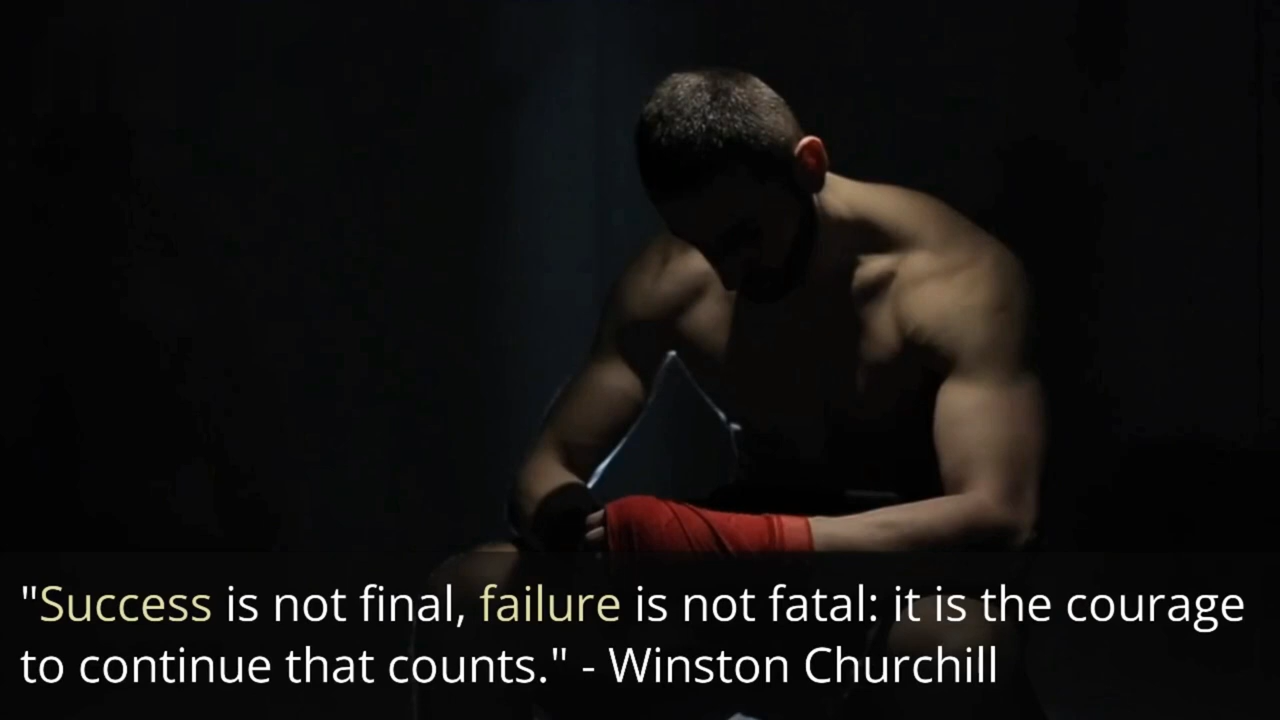 "Success is not final, failure is not fatal: it is the courage
to continue that counts." - Winston Churchill